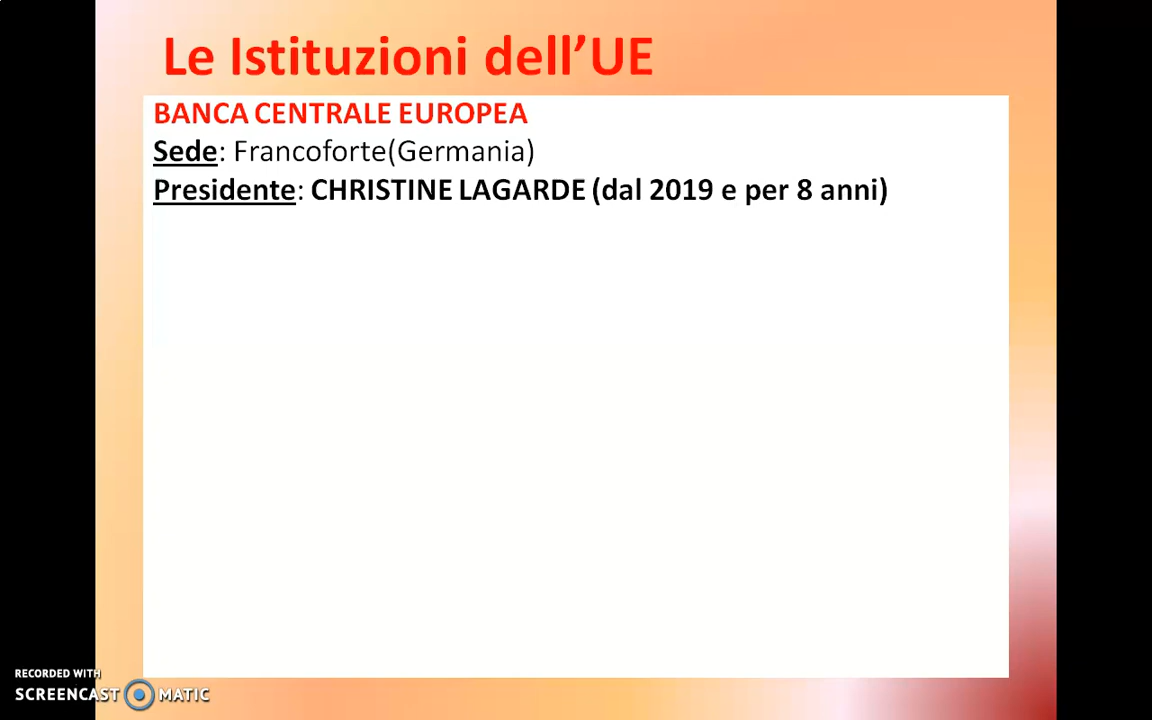 Le Istituzioni dell’UE
BANCA CENTRALE EUROPEA
Sede: Francoforte(Germania)
Presidente: CHRISTINE LAGARDE (dal 2019 e per 8 anni)
RECORDED WITH
SCREENCAST MATIC